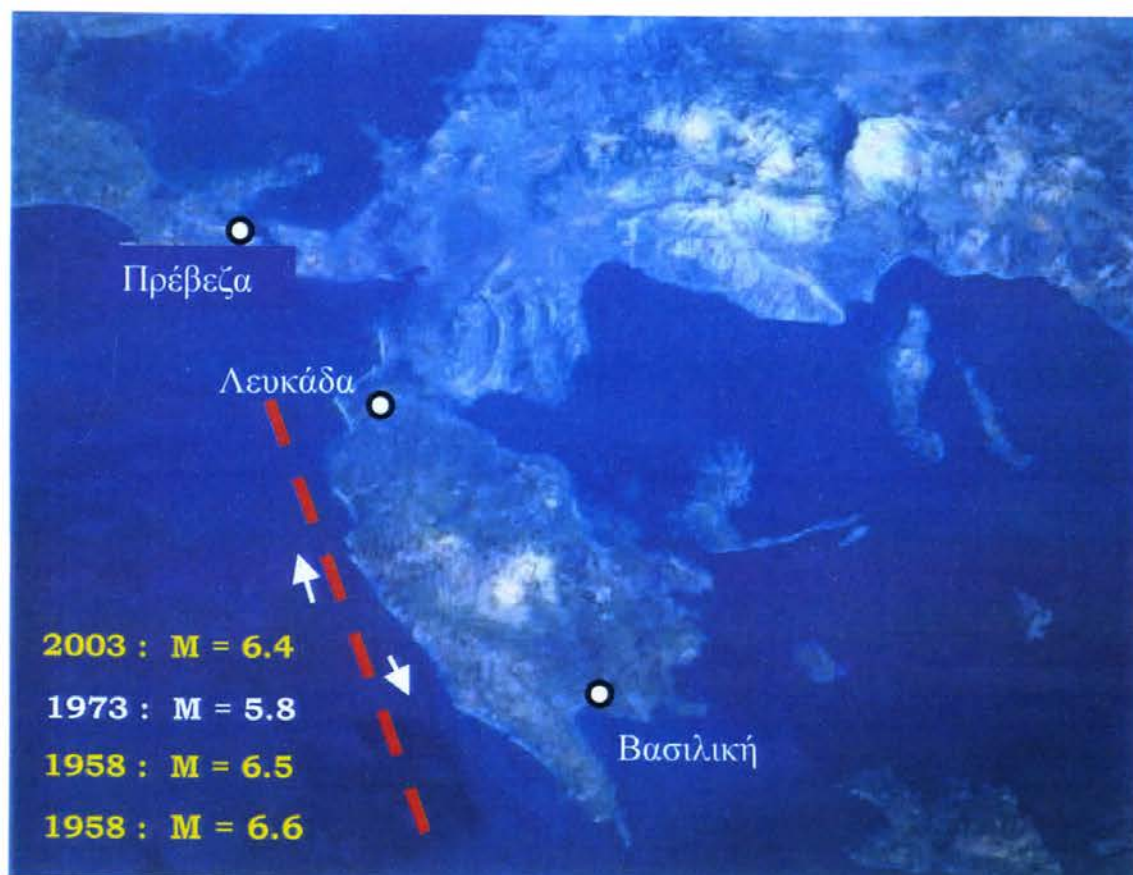 Πρέβεζα
Λευκάδα
2003 : M = 6.4
1973 : M = 5.8
1958 : M = 6.5
1958 : M = 6.6
Βασιλική